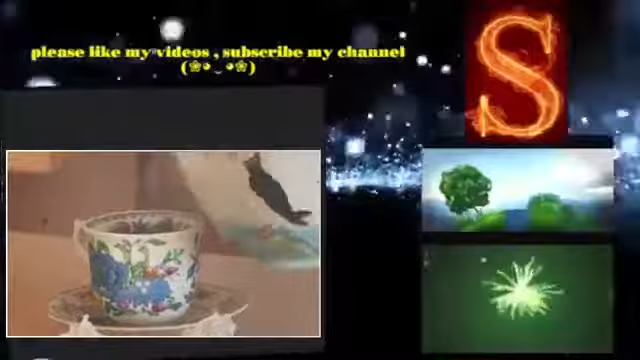 please like my videos , subscribe my channel
(❀◕ ‿ ◕❀)
S